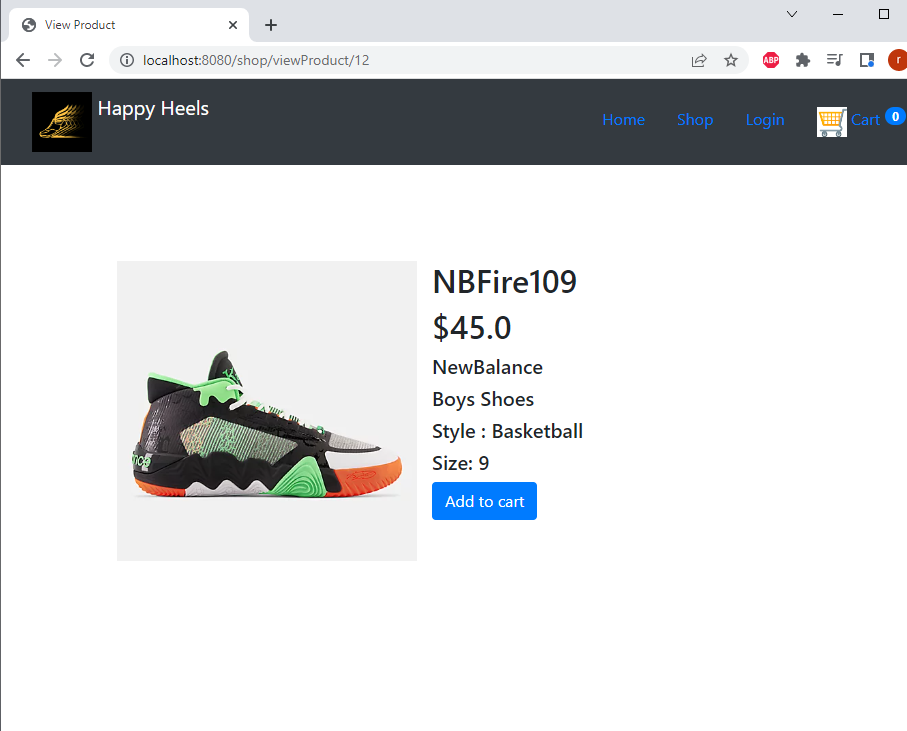 View Product
localhost:8080/shop/viewProduct/12
ABP
r
Happy Heels
Home
Shop
Login
Cart 0
NBFire109
$45.0
NewBalance
Boys Shoes
Style : Basketball
Size: 9
Add to cart